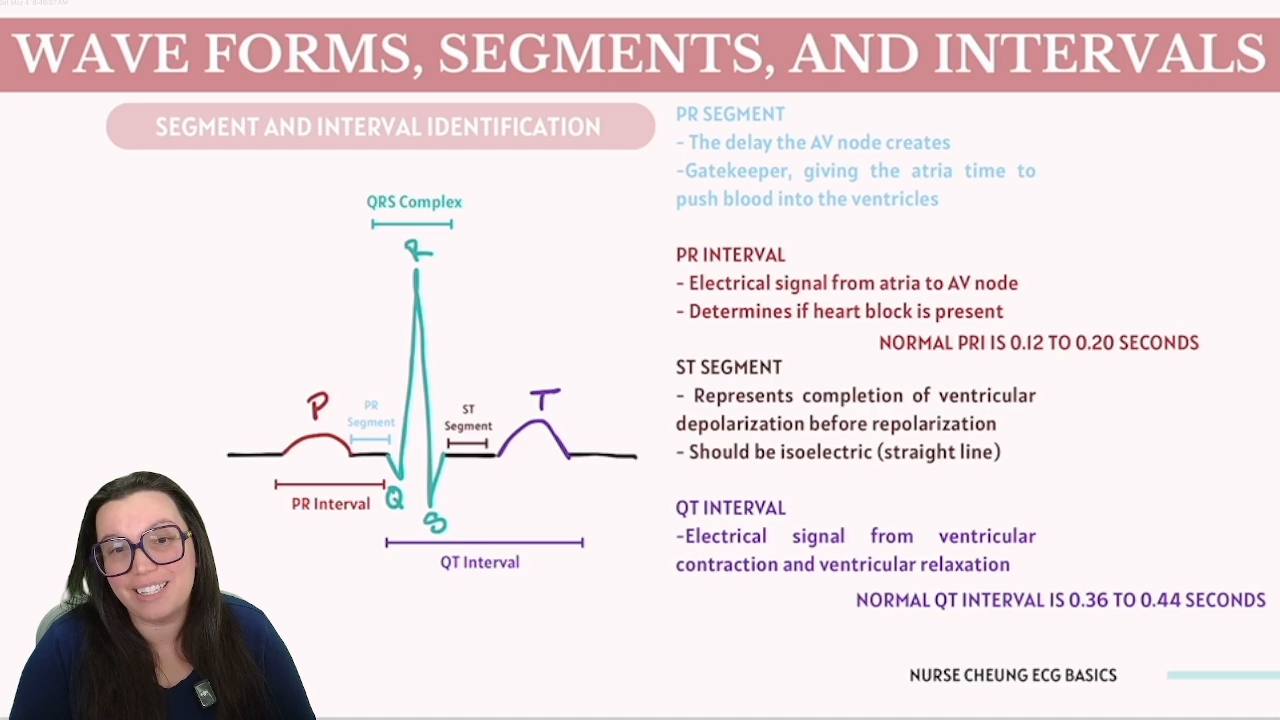 WAVE FORMS, SEGMENTS, AND INTERVALS
SEGMENT AND INTERVAL IDENTIFICATION
QRS Complex
R
P
PR
Segment
ST
Segment
T
PR Interval
Q
S
QT Interval
PR SEGMENT
- The delay the AV node creates
-Gatekeeper, giving the atria time to
push blood into the ventricles
PR INTERVAL
- Electrical signal from atria to AV node
- Determines if heart block is present
NORMAL PRI IS 0.12 TO 0.20 SECONDS
ST SEGMENT
- Represents completion of ventricular
depolarization before repolarization
- Should be isoelectric (straight line)
QT INTERVAL
-Electrical signal from ventricular
contraction and ventricular relaxation
NORMAL QT INTERVAL IS 0.36 TO 0.44 SECONDS
NURSE CHEUNG ECG BASICS